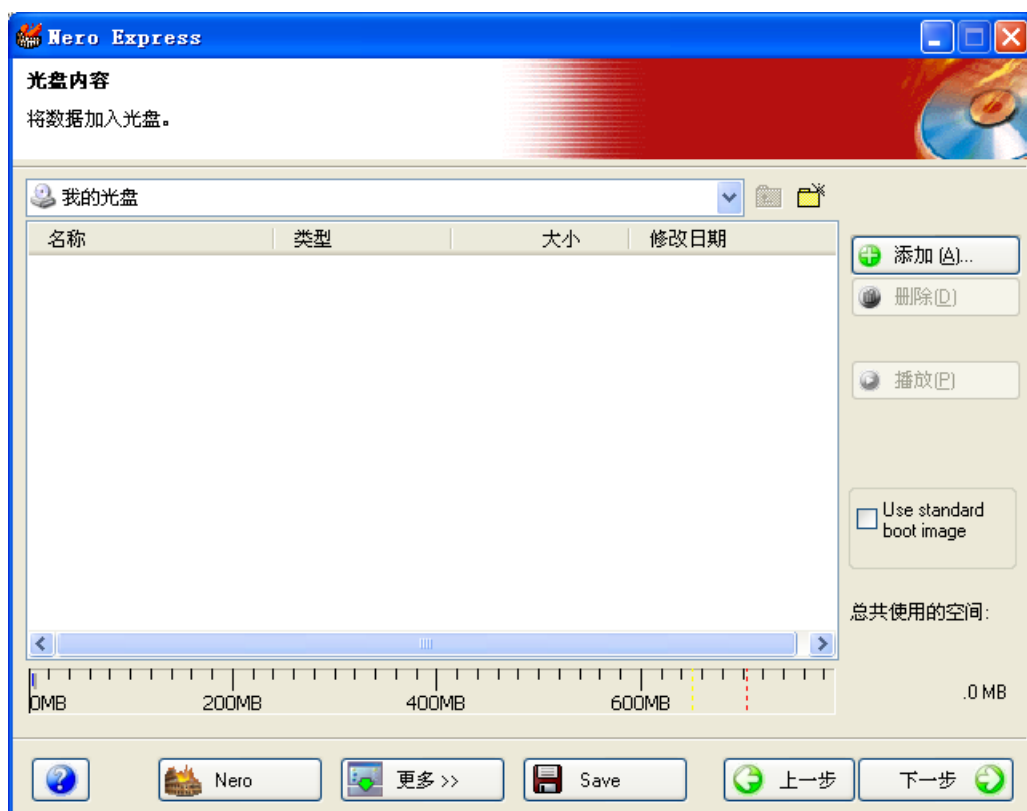 Nero Express
光盘内容
将数据加入光盘。
我的光盘
名称 类型 大小 修改日期
添加(A)...
删除(D)
播放(P)
Use standard
boot image
总共使用的空间:
0MB 200MB 400MB 600MB
.0 MB
Nero 更多>> Save 上一步 下一步